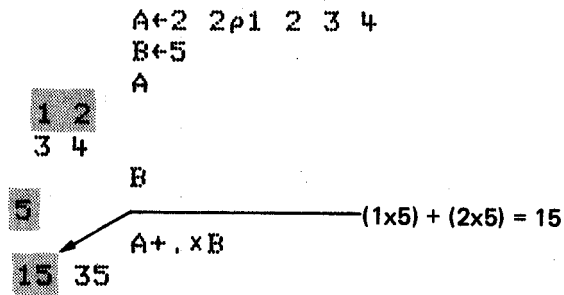 A←2 2⍴1 2 3 4
B←5
A
1 2
3 4
B
5
(1x5) + (2x5) = 15
A+.×B
15 35